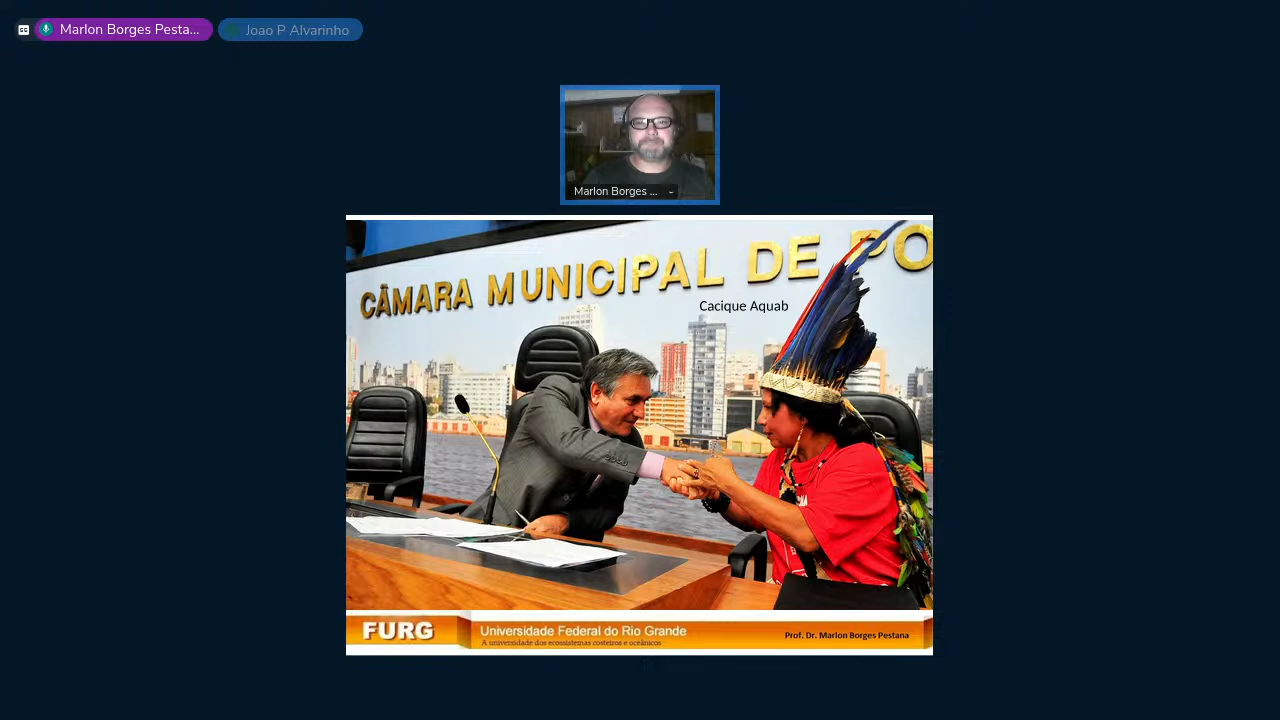 Marlon Borges Pesta...
Joao P Alvarinho
Marlon Borges ...
CÂMARA MUNICIPAL DE PO
Cacique Aquab
FURG
Universidade Federal do Rio Grande
A universidade dos ecossistemas costeiros e oceânicos
Prof. Dr. Marlon Borges Pestana